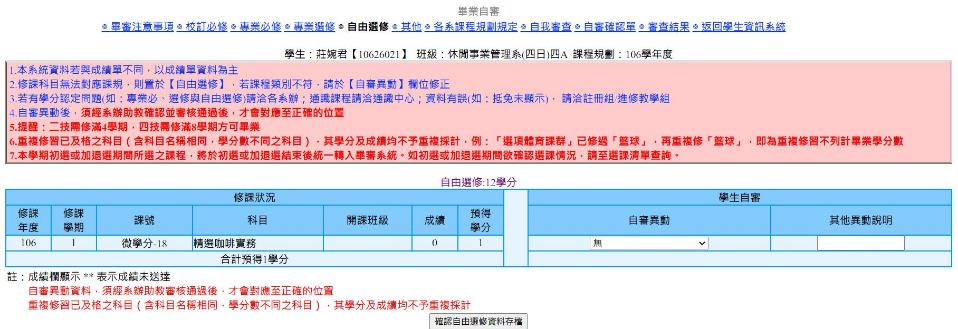 畢業自審
畢審注意事項 校訂必修 專業必修 專業選修 自由選修 其他 各系課程規劃規定 自我審查 自審確認單 審查結果 返回學生資訊系統
學生：莊婉君【10626021】 班級：休閒事業管理系(四日)四A 課程規劃：106學年度
1.本系統資料若與成績單不同，以成績單資料為主
2.修課科目無法對應課規，則置於【自由選修】，若課程類別不符，請於【自審異動】欄位修正
3.若有學分認定問題(如：專業必、選修與自由選修)請洽各系辦；通識課程請洽通識中心；資料有誤(如：抵免未顯示)，請洽註冊組/進修教學組
4.自審異動後，須經系辦助教確認並審核通過後，才會對應至正確的位置
5.提醒：二技需修滿4學期，四技需修滿8學期方可畢業
6.重複修習已及格之科目（含科目名稱相同，學分數不同之科目），其學分及成績均不予重複採計，例：「選項體育課群」已修過「籃球」，再重複修「籃球」，即為重複修習不列計畢業學分數
7.本學期初選或加退選期間所選之課程，將於初選或加退選結束後統一轉入畢審系統。如初選或加退選期間欲確認選課情況，請至選課清單查詢。
自由選修:12學分
修課狀況 學生自審
修課年度 修課學期 課號 科目 開課班級 成績 預得學分 自審異動 其他異動說明
106 1 微學分-18 精選咖啡實務 0 1 無
合計預得1學分
註：成績欄顯示 ** 表示成績未送達
自審異動資料，須經系辦助教審核通過後，才會對應至正確的位置
重複修習已及格之科目（含科目名稱相同，學分數不同之科目），其學分及成績均不予重複採計
確認自由選修資料存檔